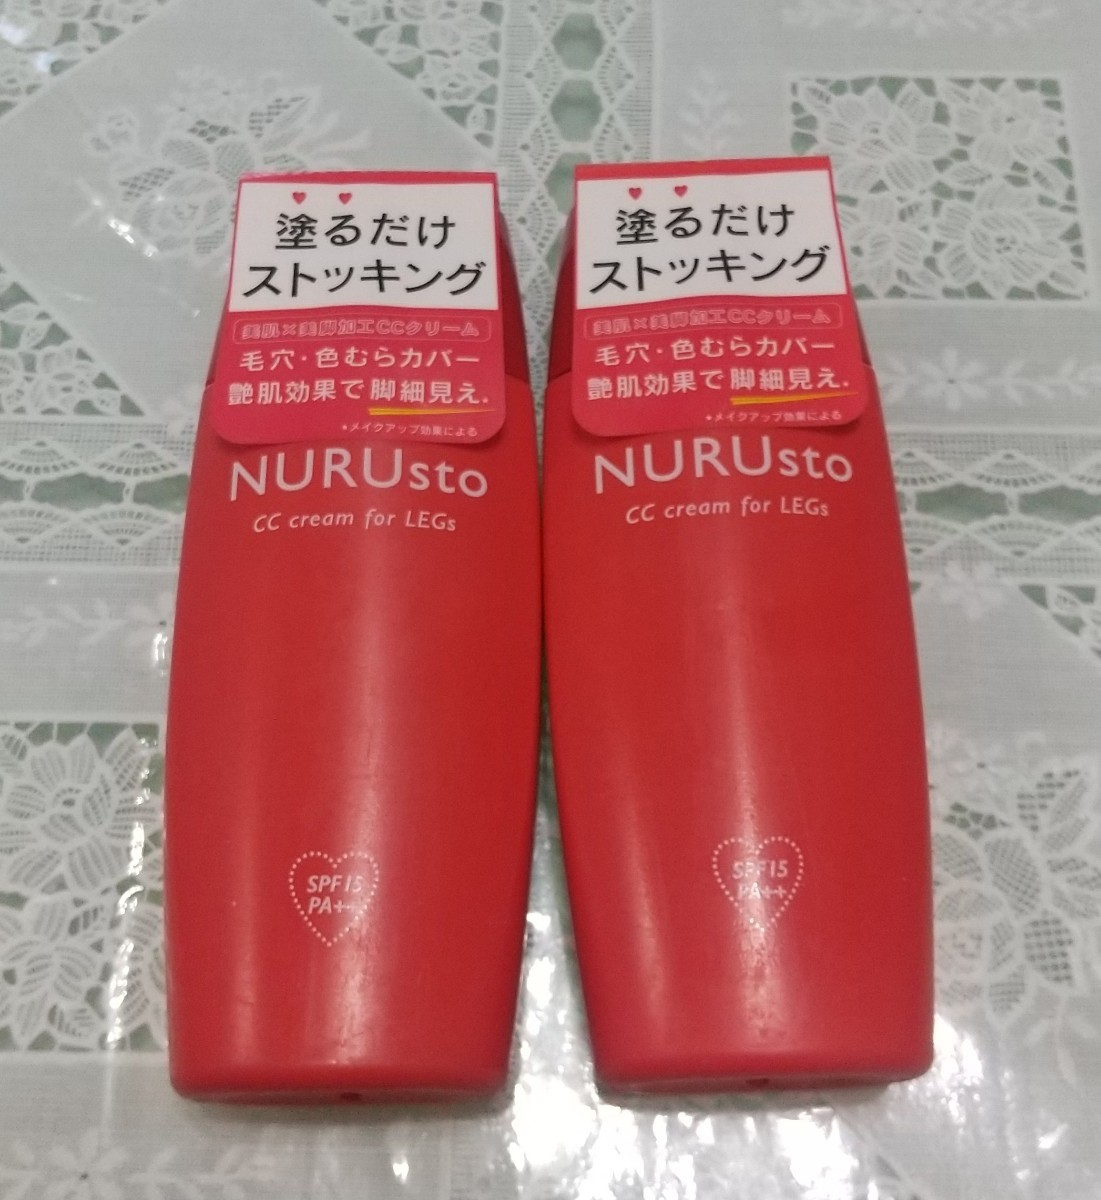 塗るだけ
ストッキング
美肌×美脚加工CCクリーム
毛穴・色むらカバー
艶肌効果で脚細見え.
*メイクアップ効果による
NURUsto
CC cream for LEGs
SPF15
PA++
塗るだけ
ストッキング
美肌×美脚加工CCクリーム
毛穴・色むらカバー
艶肌効果で脚細見え.
*メイクアップ効果による
NURUsto
CC cream for LEGs
SPF15
PA++